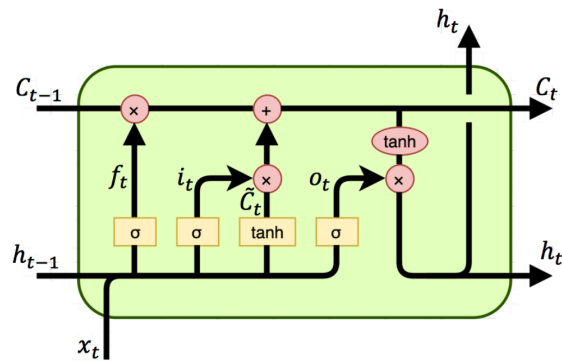 h_t
C_{t-1} × + C_t
tanh
f_t i_t × o_t ×
C̃_t
σ σ tanh σ
h_{t-1} h_t
x_t